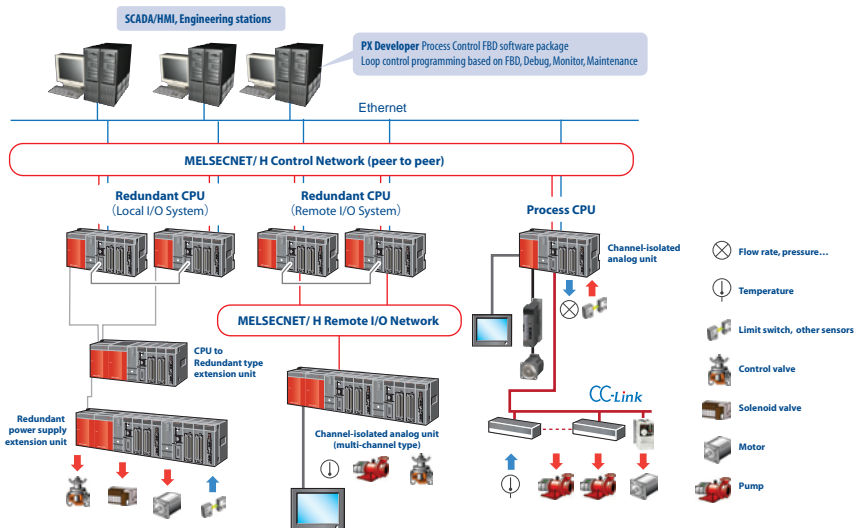 SCADA/HMI, Engineering stations
PX Developer Process Control FBD software package
Loop control programming based on FBD, Debug, Monitor, Maintenance
Ethernet
MELSECNET/ H Control Network (peer to peer)
Redundant CPU
(Local I/O System)
Redundant CPU
(Remote I/O System)
Process CPU
Channel-isolated
analog unit
Flow rate, pressure…
Temperature
Limit switch, other sensors
Control valve
Solenoid valve
Motor
Pump
MELSECNET/ H Remote I/O Network
CPU to
Redundant type
extension unit
Redundant
power supply
extension unit
Channel-isolated analog unit
(multi-channel type)
CC-Link